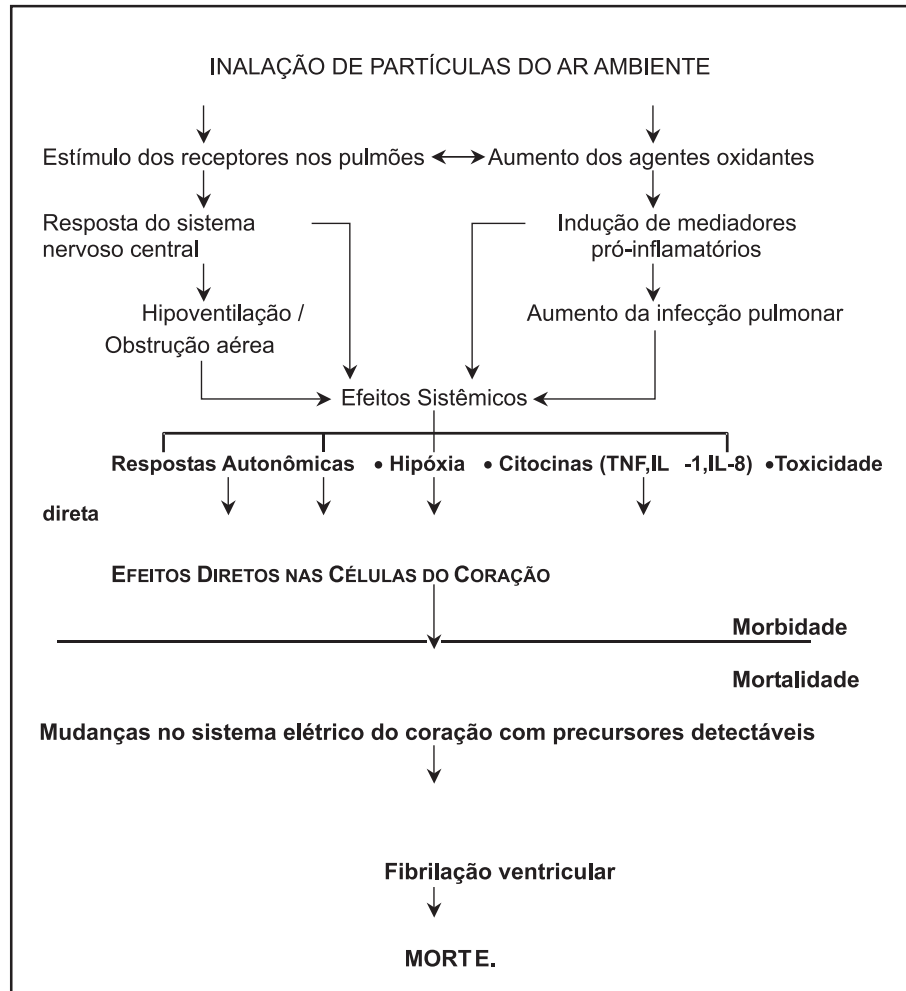 INALAÇÃO DE PARTÍCULAS DO AR AMBIENTE
Estímulo dos receptores nos pulmões
Aumento dos agentes oxidantes
Resposta do sistema
nervoso central
Indução de mediadores
pró-inflamatórios
Hipoventilação /
Obstrução aérea
Aumento da infecção pulmonar
Efeitos Sistêmicos
Respostas Autonômicas • Hipóxia • Citocinas (TNF,IL -1,IL-8) •Toxicidade
direta
EFEITOS DIRETOS NAS CÉLULAS DO CORAÇÃO
Morbidade
Mortalidade
Mudanças no sistema elétrico do coração com precursores detectáveis
Fibrilação ventricular
MORTE.